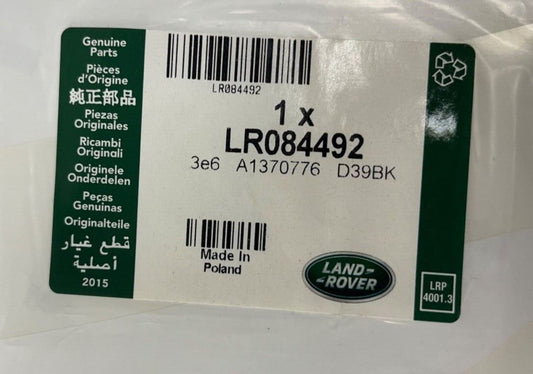 Genuine
Parts
Pièces
d'Origine
純正部品
Piezas
Originales
Ricambi
Originali
Originele
Onderdelen
Peças
Genuinas
Originalteile
قطع غيار
أصلية
2015
LR084492
1 x
LR084492
3e6 A1370776 D39BK
Made In
Poland
LAND
ROVER
LRP
4001.3